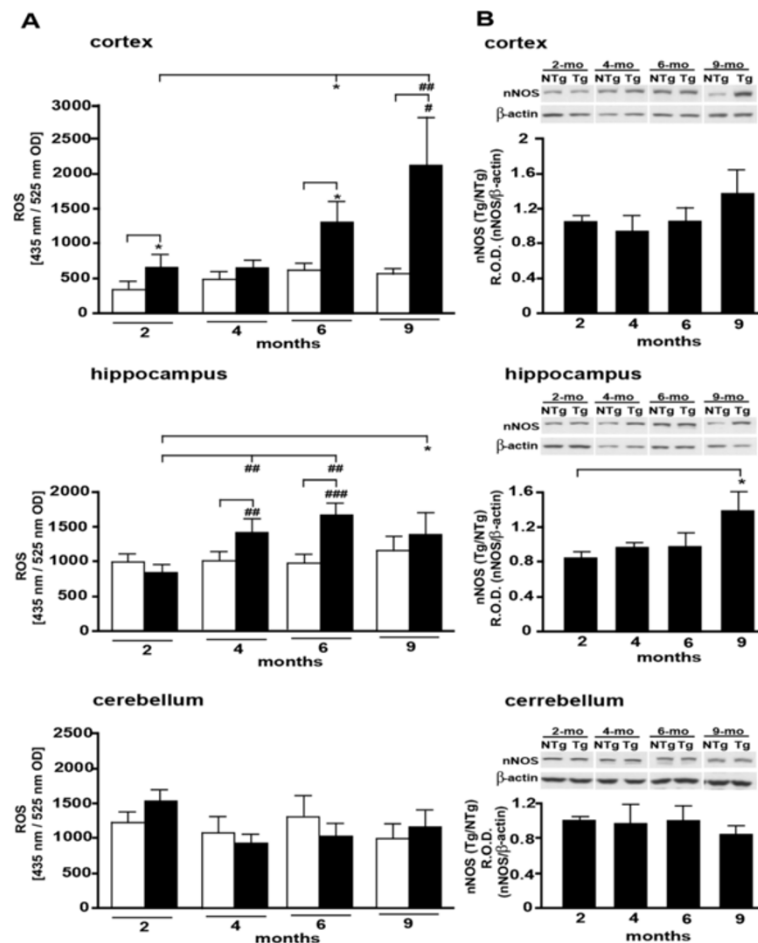 A
cortex
*
##
3000
2500
2000
1500
1000
500
0
ROS
[435 nm / 525 nm OD]
*
*
#
2 4 6 9
months
hippocampus
*
## ##
2000
1500
1000
500
0
ROS
[435 nm / 525 nm OD]
##
###
2 4 6 9
months
cerebellum
2500
2000
1500
1000
500
0
ROS
[435 nm / 525 nm OD]
2 4 6 9
months
B
cortex
2-mo 4-mo 6-mo 9-mo
NTg Tg NTg Tg NTg Tg NTg Tg
nNOS
β-actin
2
1.6
1.2
0.8
0.4
0
nNOS (Tg/NTg)
R.O.D. (nNOS/β-actin)
2 4 6 9
months
hippocampus
2-mo 4-mo 6-mo 9-mo
NTg Tg NTg Tg NTg Tg NTg Tg
nNOS
β-actin
*
1.6
1.2
0.8
0.4
0
nNOS (Tg/NTg)
R.O.D. (nNOS/β-actin)
2 4 6 9
months
cerrebellum
2-mo 4-mo 6-mo 9-mo
NTg Tg NTg Tg NTg Tg NTg Tg
nNOS
β-actin
1.2
0.8
0.4
0
nNOS (Tg/NTg)
R.O.D.
(nNOS/β-actin)
2 4 6 9
months